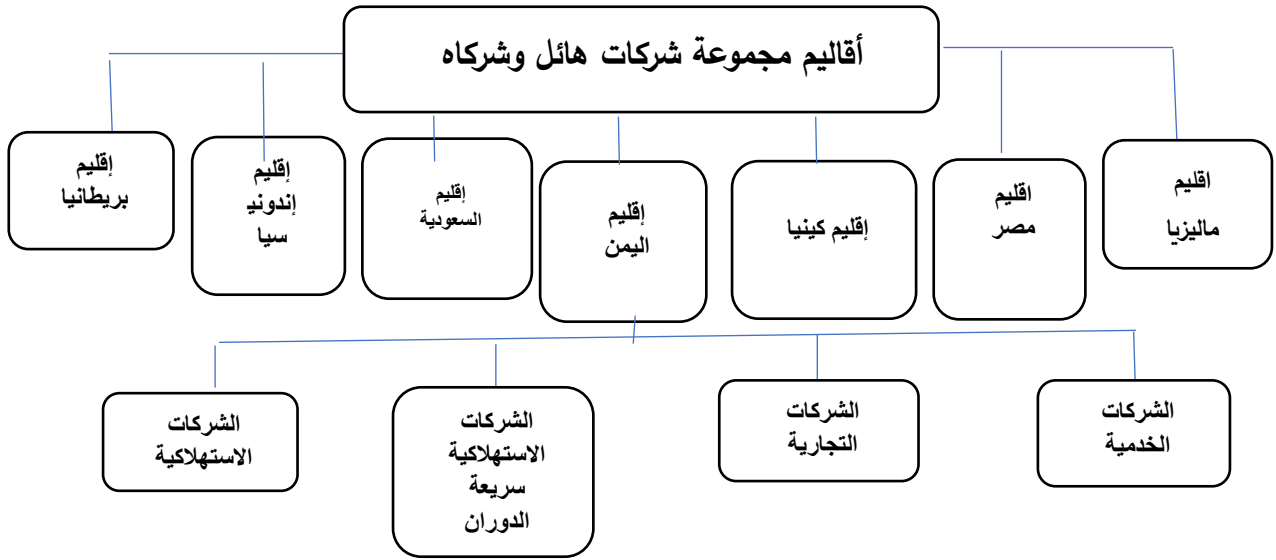 أقاليم مجموعة شركات هائل وشركاه
اقليم
ماليزيا
اقليم
مصر
إقليم كينيا
إقليم
اليمن
إقليم
السعودية
إقليم
إندوني
سيا
إقليم
بريطانيا
الشركات
الخدمية
الشركات
التجارية
الشركات
الاستهلاكية
سريعة
الدوران
الشركات
الاستهلاكية